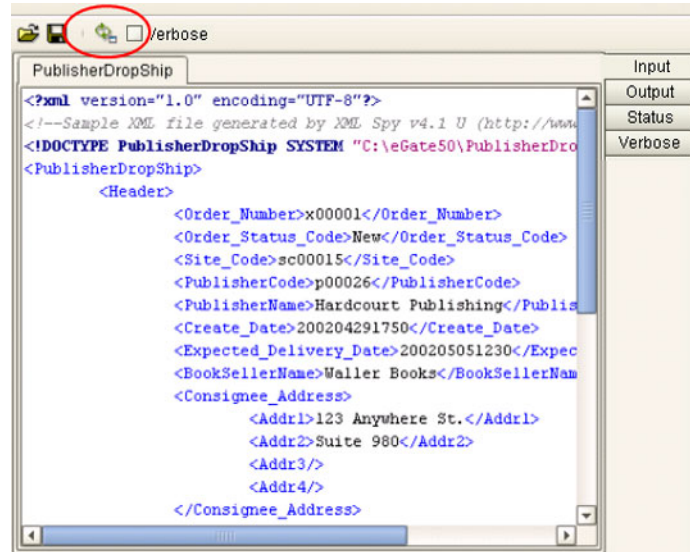 Verbose
PublisherDropShip
Input
Output
Status
Verbose
<?xml version="1.0" encoding="UTF-8"?>
<!--Sample XML file generated by XML Spy v4.1 U (http://www
<!DOCTYPE PublisherDropShip SYSTEM "C:\eGate50\PublisherDro
<PublisherDropShip>
<Header>
<Order_Number>x00001</Order_Number>
<Order_Status_Code>New</Order_Status_Code>
<Site_Code>sc00015</Site_Code>
<PublisherCode>p00026</PublisherCode>
<PublisherName>Hardcourt Publishing</Publis
<Create_Date>200204291750</Create_Date>
<Expected_Delivery_Date>200205051230</Expec
<BookSellerName>Waller Books</BookSellerNam
<Consignee_Address>
<Addr1>123 Anywhere St.</Addr1>
<Addr2>Suite 980</Addr2>
<Addr3/>
<Addr4/>
</Consignee_Address>